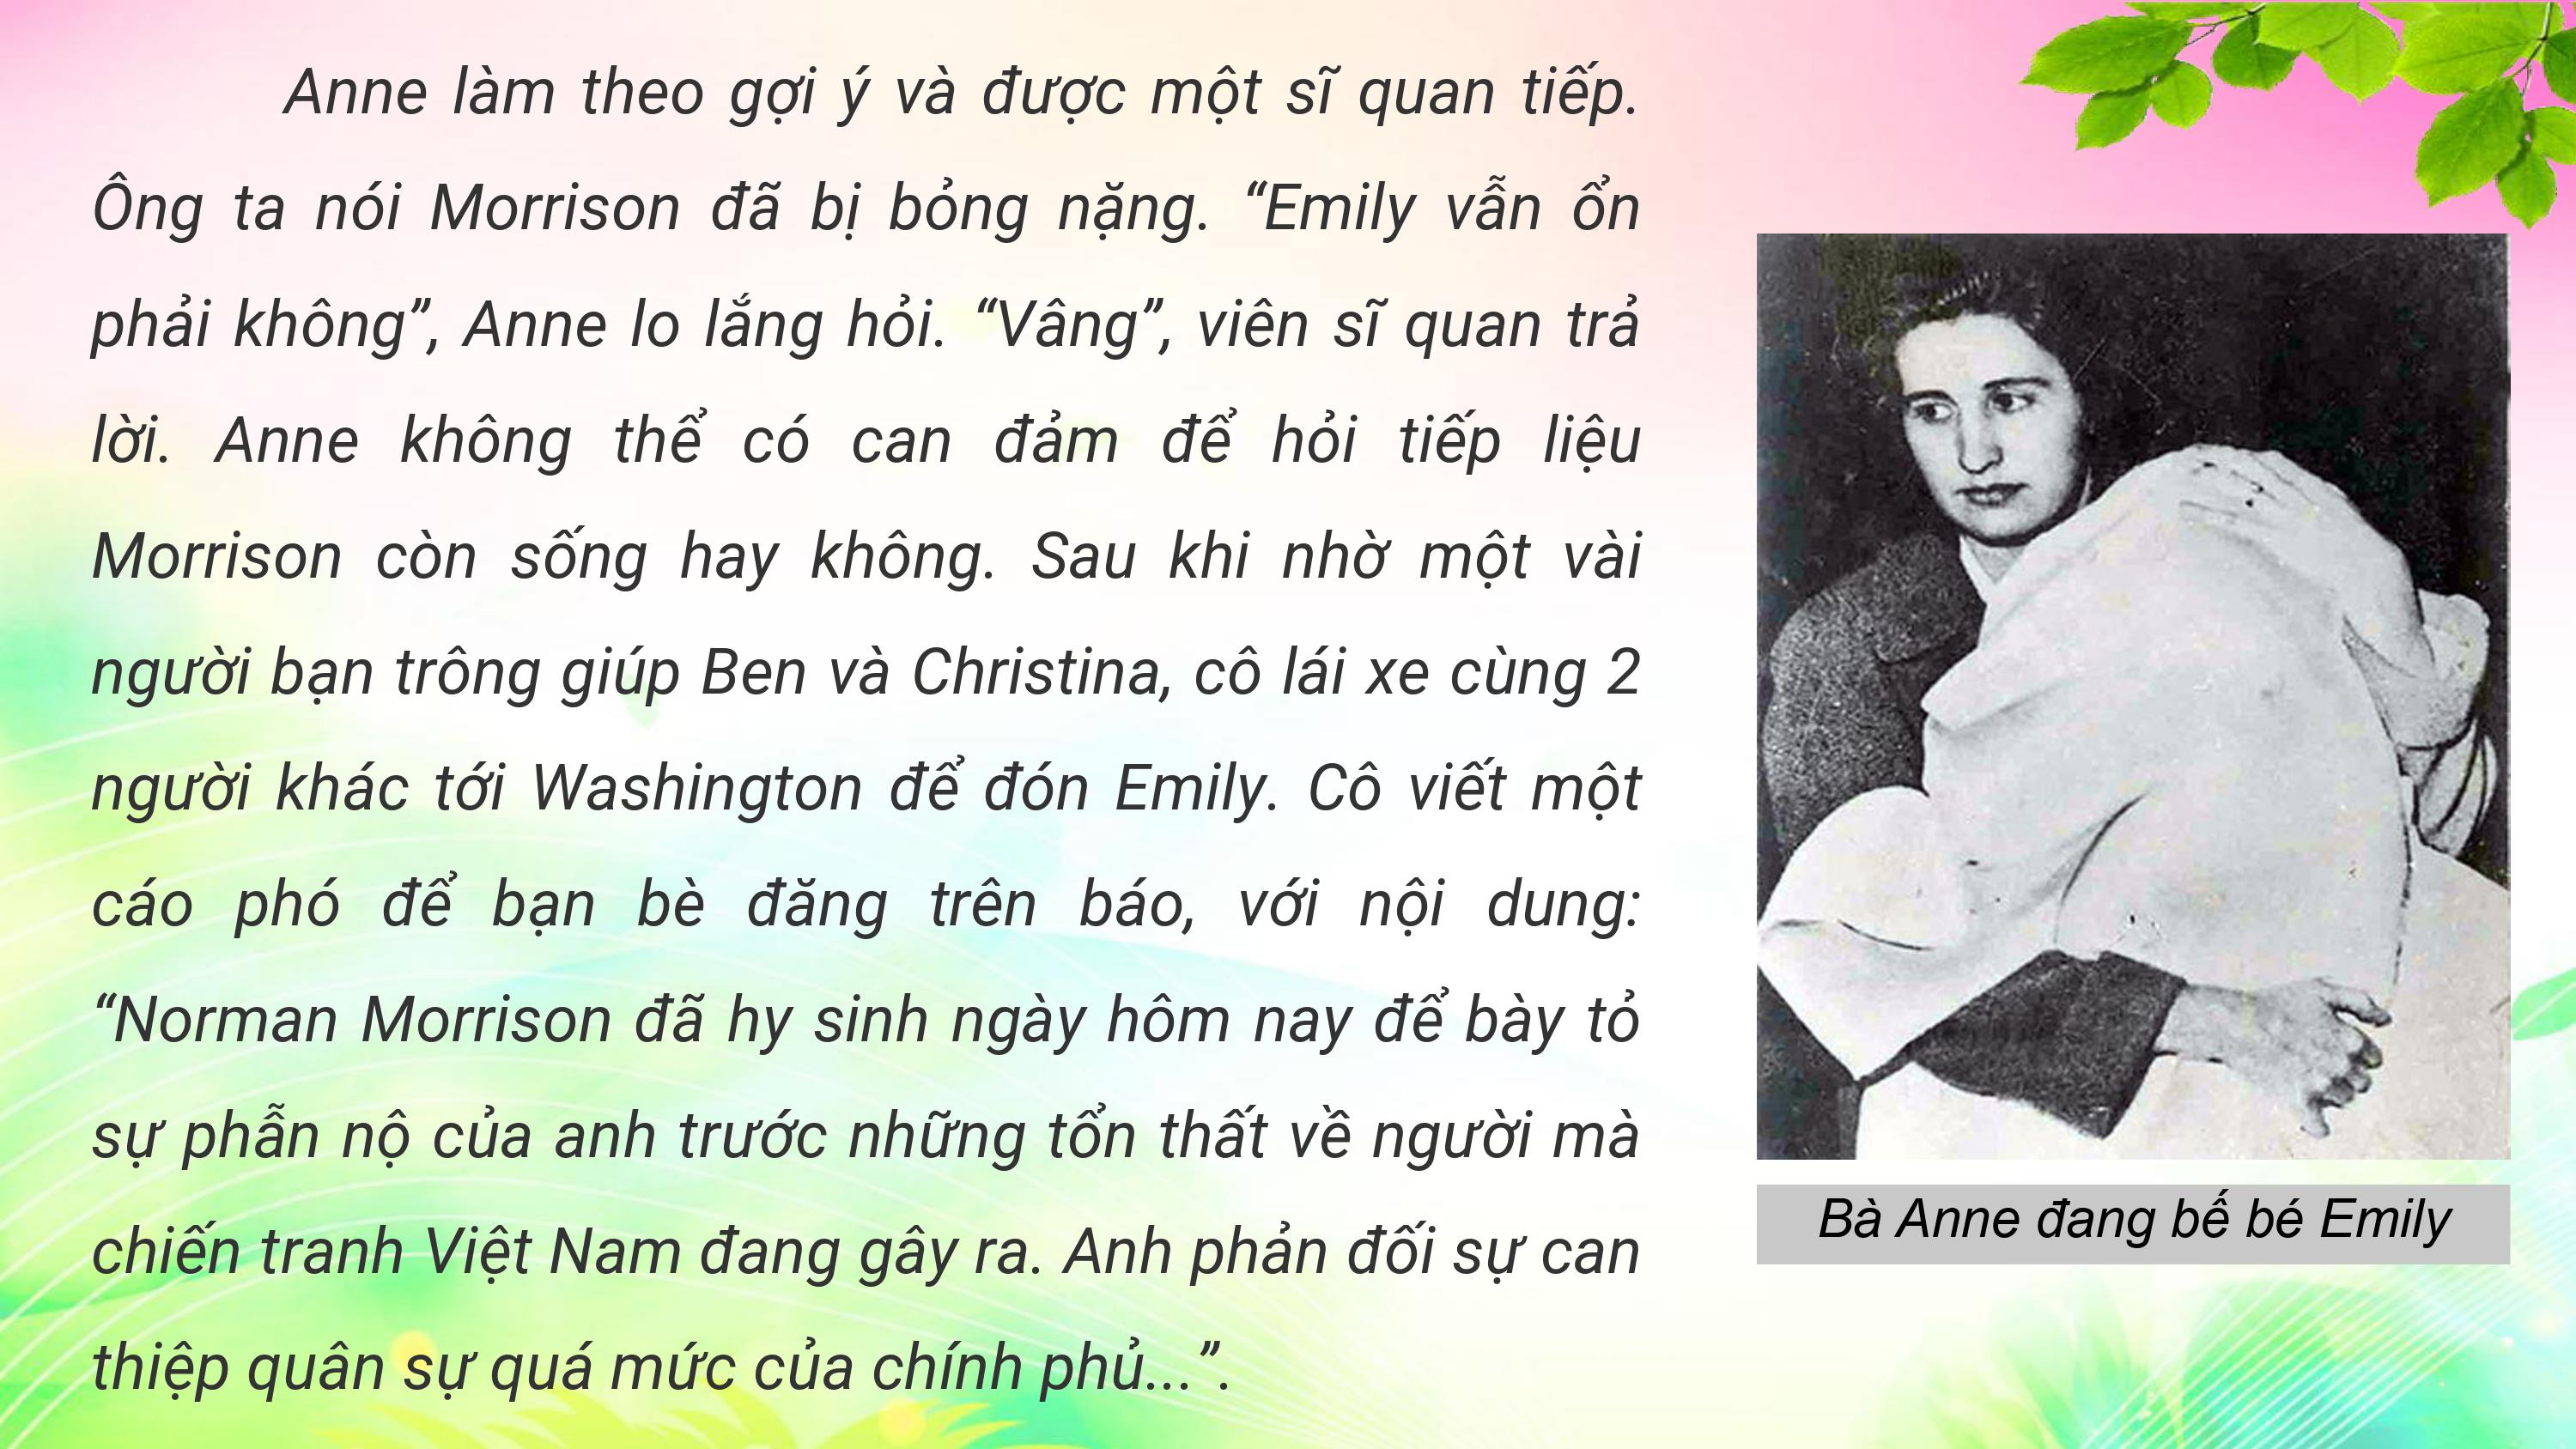 Anne làm theo gợi ý và được một sĩ quan tiếp.
Ông ta nói Morrison đã bị bỏng nặng. “Emily vẫn ổn
phải không”, Anne lo lắng hỏi. “Vâng”, viên sĩ quan trả
lời. Anne không thể có can đảm để hỏi tiếp liệu
Morrison còn sống hay không. Sau khi nhờ một vài
người bạn trông giúp Ben và Christina, cô lái xe cùng 2
người khác tới Washington để đón Emily. Cô viết một
cáo phó để bạn bè đăng trên báo, với nội dung:
“Norman Morrison đã hy sinh ngày hôm nay để bày tỏ
sự phẫn nộ của anh trước những tổn thất về người mà
chiến tranh Việt Nam đang gây ra. Anh phản đối sự can
thiệp quân sự quá mức của chính phủ...”.
Bà Anne đang bế bé Emily